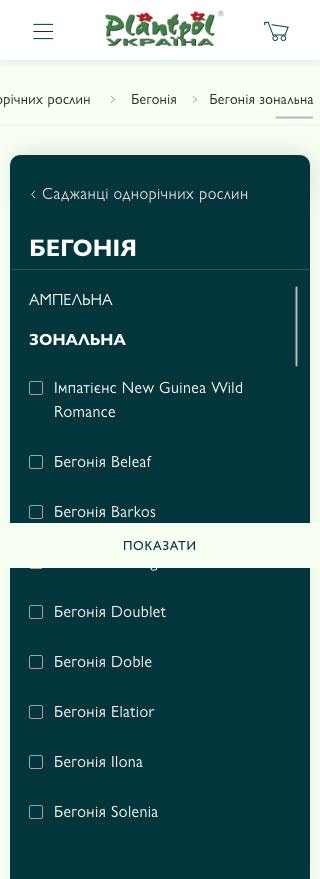 Plantpol®
УКРАЇНА
річних рослин > Бегонія > Бегонія зональна
< Саджанці однорічних рослин
БЕГОНІЯ
АМПЕЛЬНА
ЗОНАЛЬНА
Імпатієнс New Guinea Wild
Romance
Бегонія Beleaf
Бегонія Barkos
ПОКАЗАТИ
Бегонія Doublet
Бегонія Doble
Бегонія Elatior
Бегонія Ilona
Бегонія Solenia